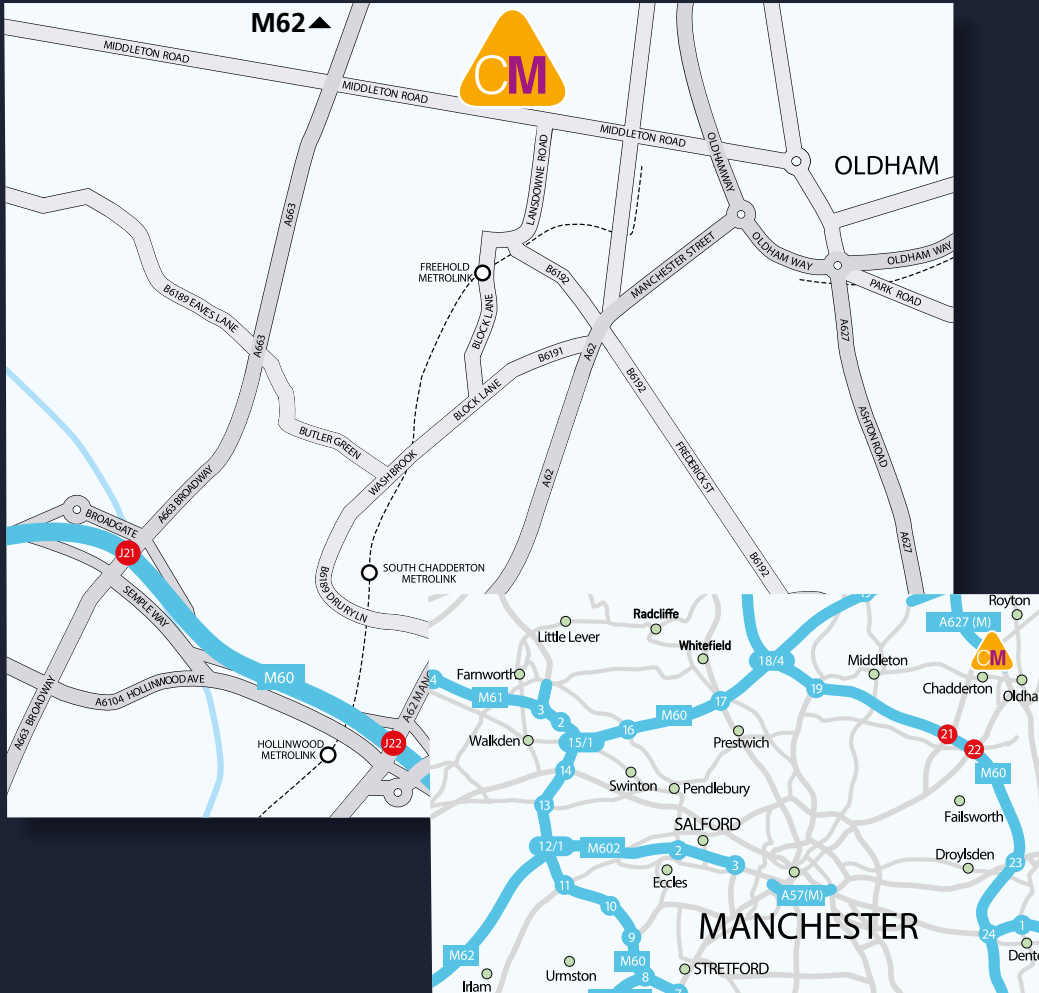 M62
CM
MIDDLETON ROAD
MIDDLETON ROAD
MIDDLETON ROAD
OLDHAMWAY
OLDHAM
LANSDOWNE ROAD
A663
FREEHOLD
METROLINK
B6192
MANCHESTER STREET
OLDHAM WAY
OLDHAM WAY
PARK ROAD
B6189 EAVES LANE
A663
BLOCK LANE
B6191
A62
A627
B6192
BLOCK LANE
ASHTON ROAD
BUTLER GREEN
WASHBROOK
A62
FREDERICK ST
A663 BROADWAY
BROADGATE
J21
A627
SOUTH CHADDERTON
METROLINK
B6192
B6189 DRURY LN
SEMPLE WAY
M60
A6104 HOLLINWOOD AVE
A663 BROADWAY
A62 MANC
HOLLINWOOD
METROLINK
J22
Royton
A627 (M)
Radcliffe
Little Lever
Whitefield
CM
18/4
Middleton
Chadderton
Oldha
Farnworth
4
M61
3
2
19
17
M60
16
15/1
Walkden
Prestwich
21
22
14
Swinton
Pendlebury
M60
13
Failsworth
SALFORD
12/1
M602
2
3
Droylsden
23
Eccles
11
A57(M)
10
MANCHESTER
1
24
9
M62
M60
Dento
Urmston
STRETFORD
Irlam
8
7